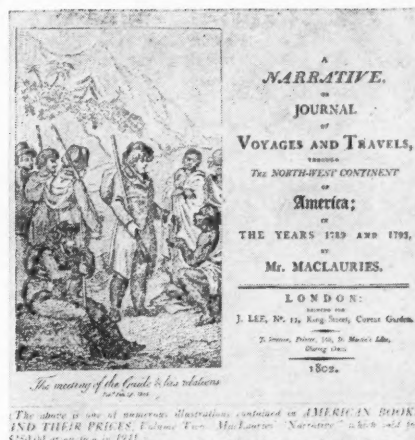 A
NARRATIVE,
OR
JOURNAL
OF
VOYAGES AND TRAVELS,
THROUGH
THE NORTH-WEST CONTINENT
OF
America;
IN
THE YEARS 1789 AND 1793,
BY
Mr. MACLAURIES.
LONDON:
PRINTED FOR
J. LEE, Nº. 12, King Street, Covent Garden.
Printer,
1802.
The meeting of the Guide & his relations
The above is one of numerous illustrations contained in AMERICAN BOOK
AND THEIR PRICES, Volume Two. MacLauries' "Narrative" which sold